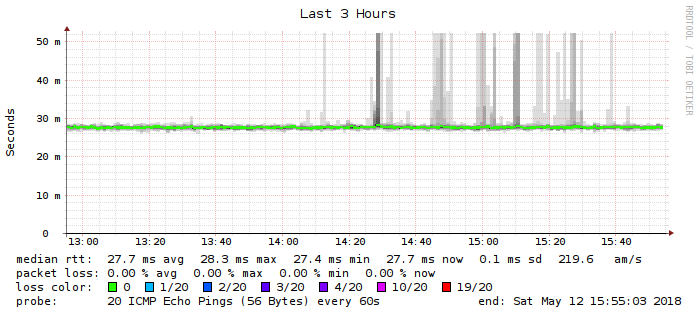 Last 3 Hours
RRDTOOL / TOBI OETIKER
Seconds
50 m
40 m
30 m
20 m
10 m
0
13:00 13:20 13:40 14:00 14:20 14:40 15:00 15:20 15:40
median rtt: 27.7 ms avg 28.3 ms max 27.4 ms min 27.7 ms now 0.1 ms sd 219.6 am/s
packet loss: 0.00 % avg 0.00 % max 0.00 % min 0.00 % now
loss color: 0 1/20 2/20 3/20 4/20 10/20 19/20
probe: 20 ICMP Echo Pings (56 Bytes) every 60s end: Sat May 12 15:55:03 2018